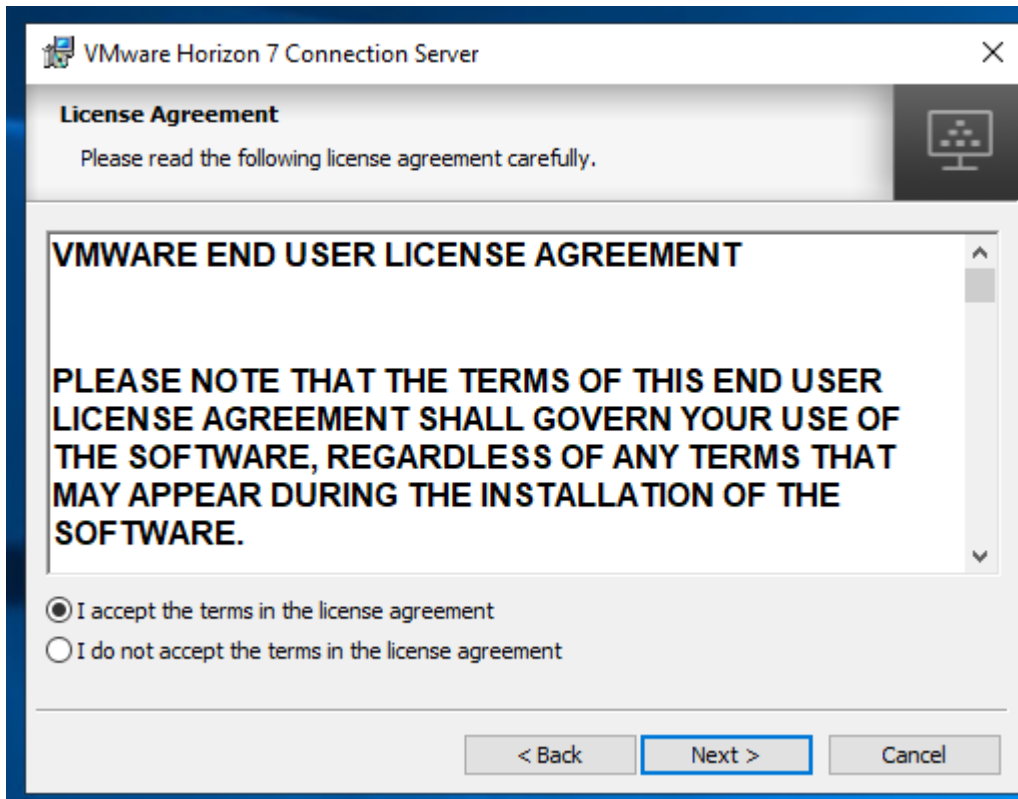 VMware Horizon 7 Connection Server
License Agreement
Please read the following license agreement carefully.
VMWARE END USER LICENSE AGREEMENT
PLEASE NOTE THAT THE TERMS OF THIS END USER
LICENSE AGREEMENT SHALL GOVERN YOUR USE OF
THE SOFTWARE, REGARDLESS OF ANY TERMS THAT
MAY APPEAR DURING THE INSTALLATION OF THE
SOFTWARE.
I accept the terms in the license agreement
I do not accept the terms in the license agreement
< Back Next > Cancel